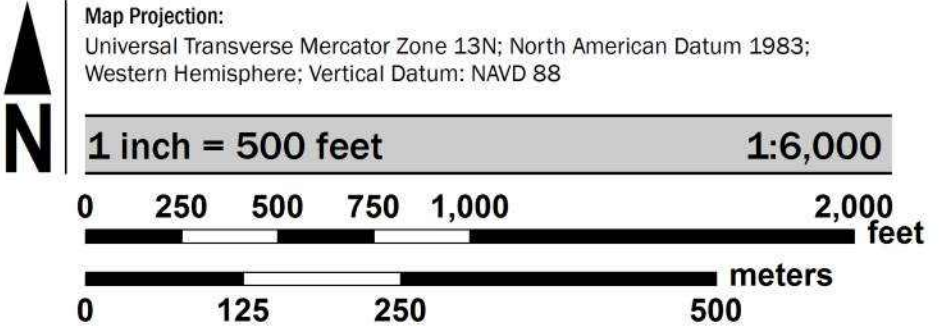 Map Projection:
Universal Transverse Mercator Zone 13N; North American Datum 1983;
Western Hemisphere; Vertical Datum: NAVD 88
N
1 inch = 500 feet 1:6,000
0 250 500 750 1,000 2,000
feet
meters
0 125 250 500